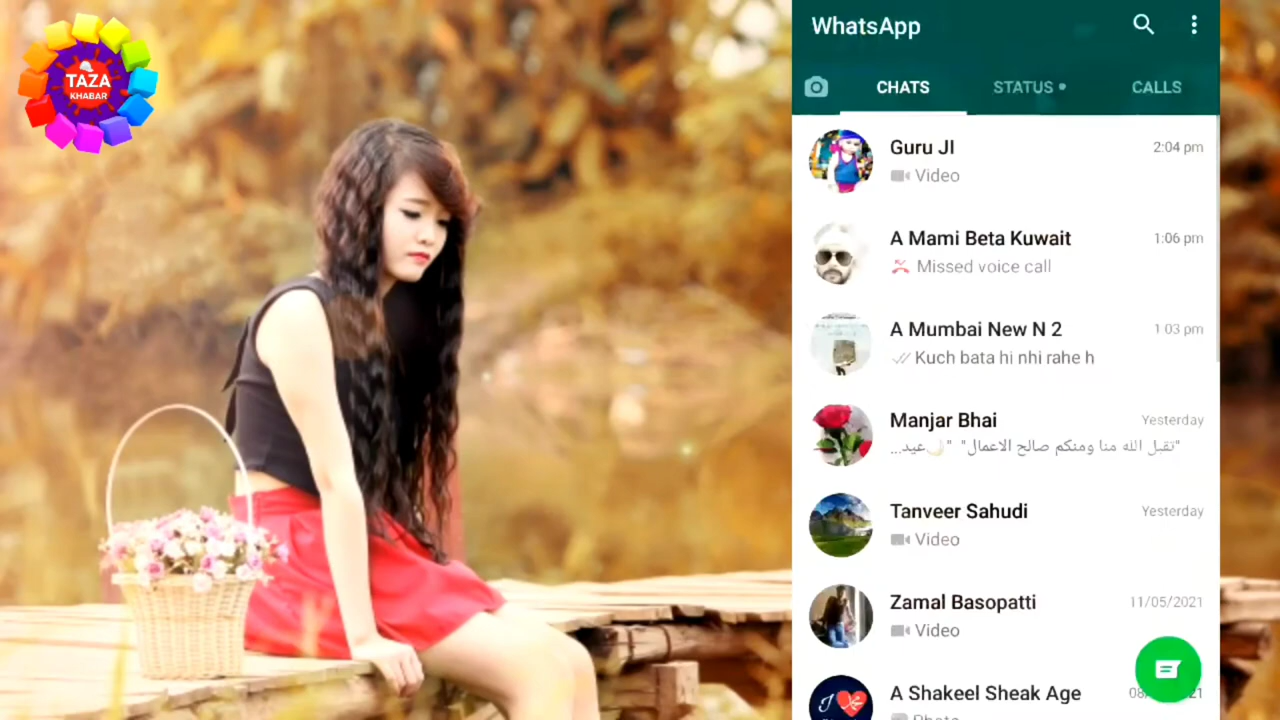 TAZA
KHABAR
WhatsApp
CHATS
STATUS
CALLS
Guru JI
2:04 pm
Video
A Mami Beta Kuwait
1:06 pm
Missed voice call
A Mumbai New N 2
1 03 pm
Kuch bata hi nhi rahe h
Manjar Bhai
Yesterday
"تقبل الله منا ومنكم صالح الاعمال" "🌙عيد...
Tanveer Sahudi
Yesterday
Video
Zamal Basopatti
11/05/2021
Video
A Shakeel Sheak Age
Photo